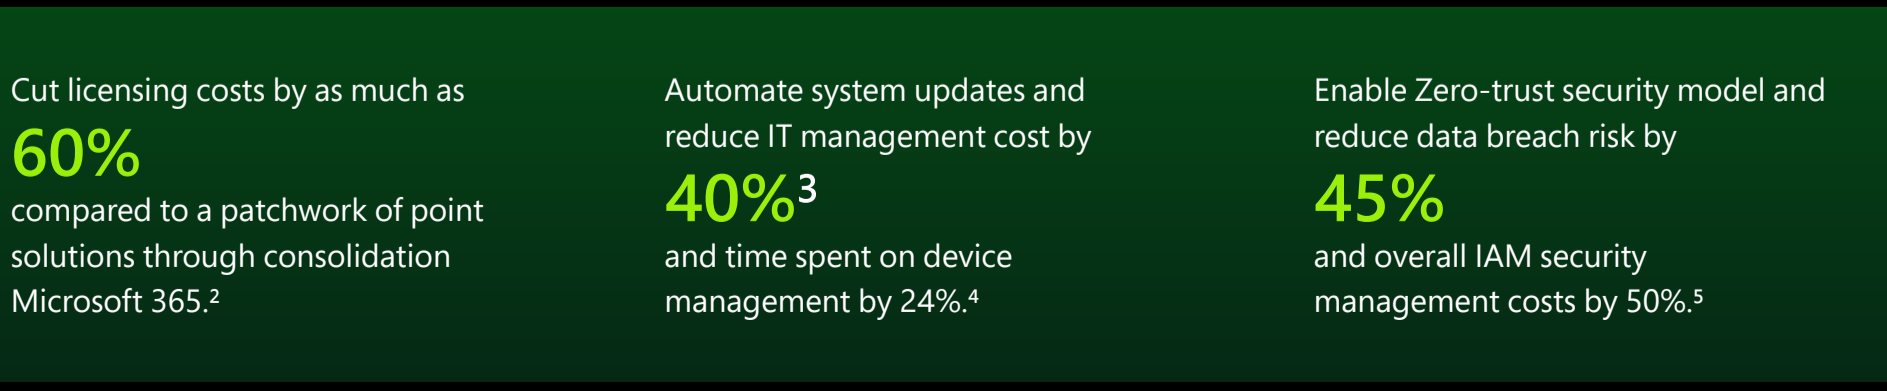 Cut licensing costs by as much as
60%
compared to a patchwork of point
solutions through consolidation
Microsoft 365.²
Automate system updates and
reduce IT management cost by
40%³
and time spent on device
management by 24%.⁴
Enable Zero-trust security model and
reduce data breach risk by
45%
and overall IAM security
management costs by 50%.⁵